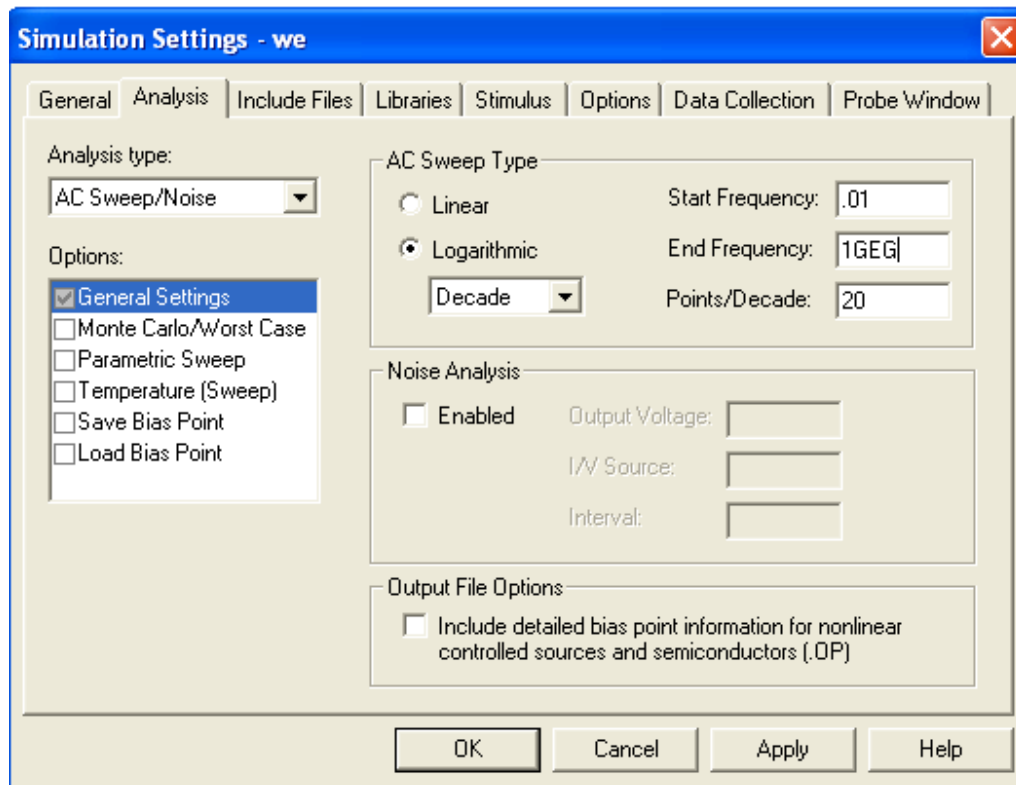 Simulation Settings - we
General Analysis Include Files Libraries Stimulus Options Data Collection Probe Window
Analysis type:
AC Sweep/Noise
Options:
General Settings
Monte Carlo/Worst Case
Parametric Sweep
Temperature (Sweep)
Save Bias Point
Load Bias Point
AC Sweep Type
Linear
Logarithmic
Decade
Start Frequency: .01
End Frequency: 1GEG
Points/Decade: 20
Noise Analysis
Enabled
Output Voltage:
I/V Source:
Interval:
Output File Options
Include detailed bias point information for nonlinear
controlled sources and semiconductors (.OP)
OK Cancel Apply Help